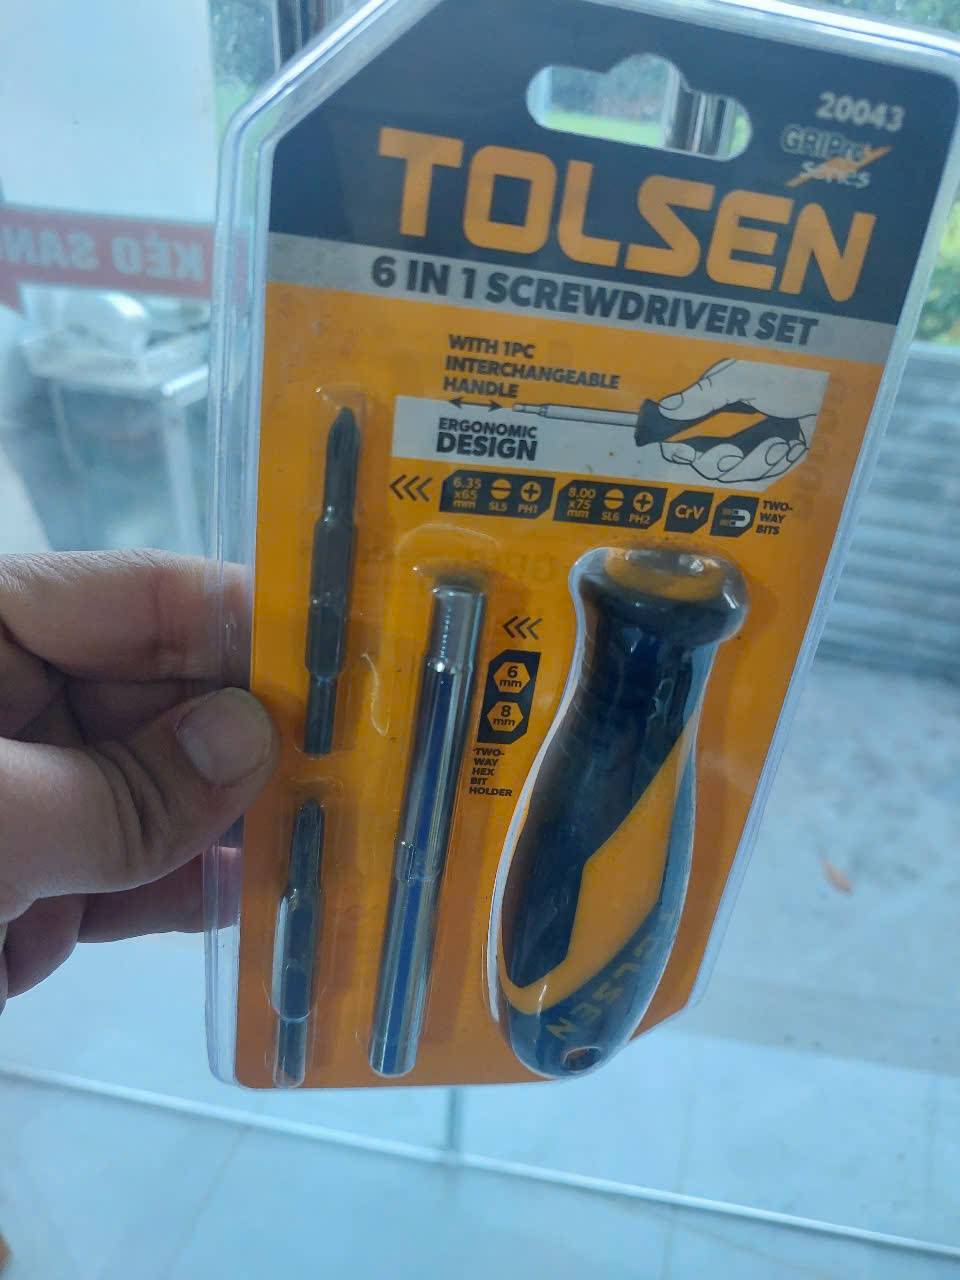 20043
GRIPro
Series
TOLSEN
6 IN 1 SCREWDRIVER SET
WITH 1PC
INTERCHANGEABLE
HANDLE
ERGONOMIC
DESIGN
6.35
x65
mm
SL5
PH1
8.00
x75
mm
SL6
PH2
CrV
TWO-
WAY
BITS
6
mm
8
mm
TWO-
WAY
HEX
BIT
HOLDER
TOLSEN
KÉO SAN